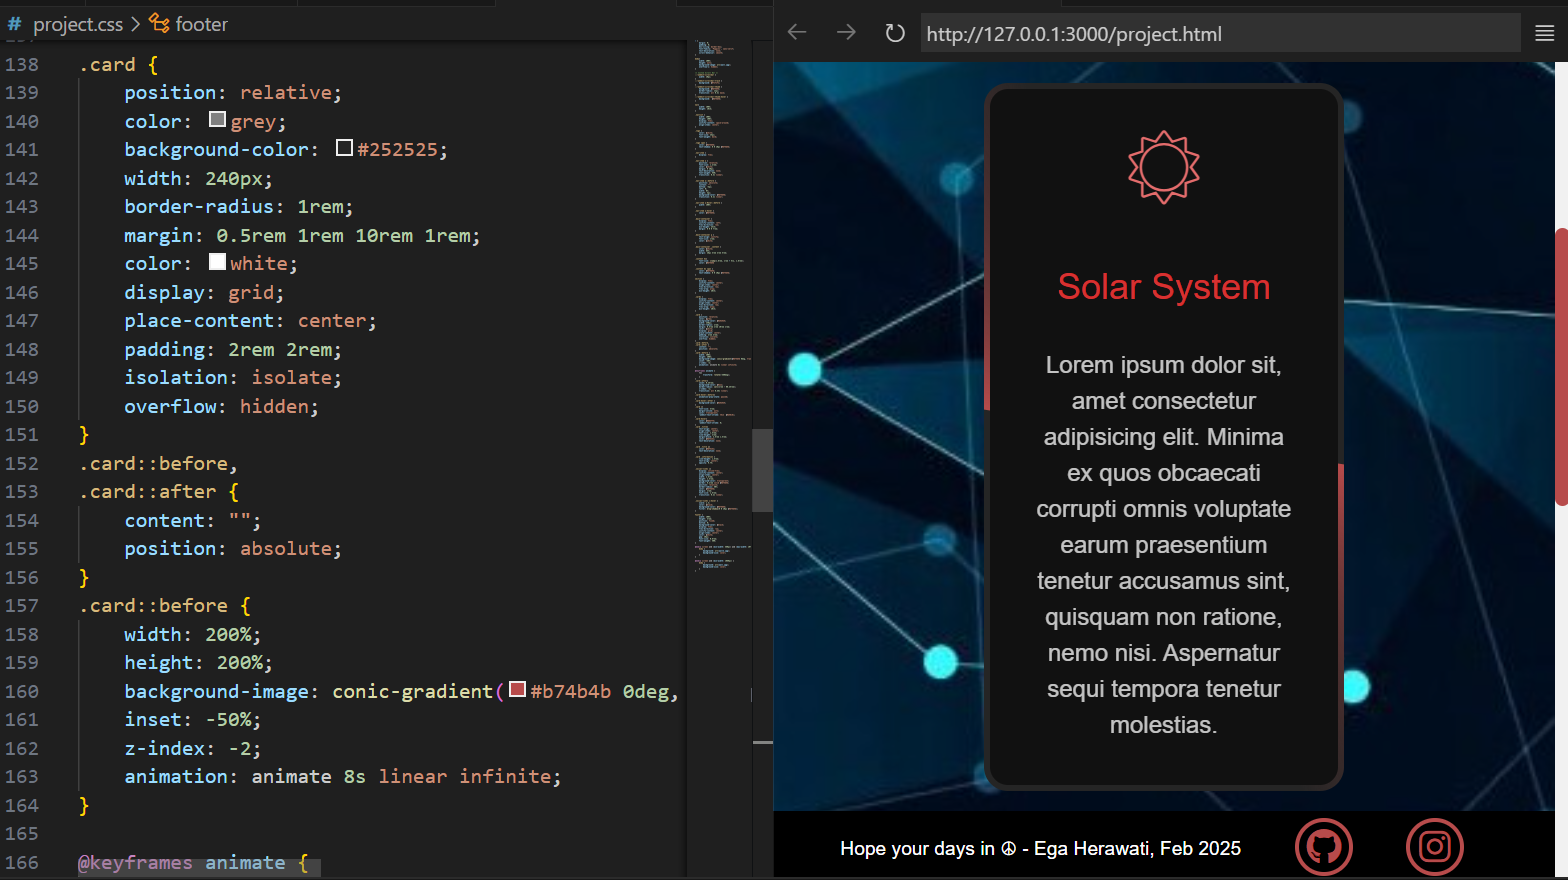 # project.css > footer
138 .card {
139 position: relative;
140 color: grey;
141 background-color: #252525;
142 width: 240px;
143 border-radius: 1rem;
144 margin: 0.5rem 1rem 10rem 1rem;
145 color: white;
146 display: grid;
147 place-content: center;
148 padding: 2rem 2rem;
149 isolation: isolate;
150 overflow: hidden;
151 }
152 .card::before,
153 .card::after {
154 content: "";
155 position: absolute;
156 }
157 .card::before {
158 width: 200%;
159 height: 200%;
160 background-image: conic-gradient(#b74b4b 0deg,
161 inset: -50%;
162 z-index: -2;
163 animation: animate 8s linear infinite;
164 }
165
166 @keyframes animate {
http://127.0.0.1:3000/project.html
Solar System
Lorem ipsum dolor sit,
amet consectetur
adipisicing elit. Minima
ex quos obcaecati
corrupti omnis voluptate
earum praesentium
tenetur accusamus sint,
quisquam non ratione,
nemo nisi. Aspernatur
sequi tempora tenetur
molestias.
Hope your days in ☮ - Ega Herawati, Feb 2025